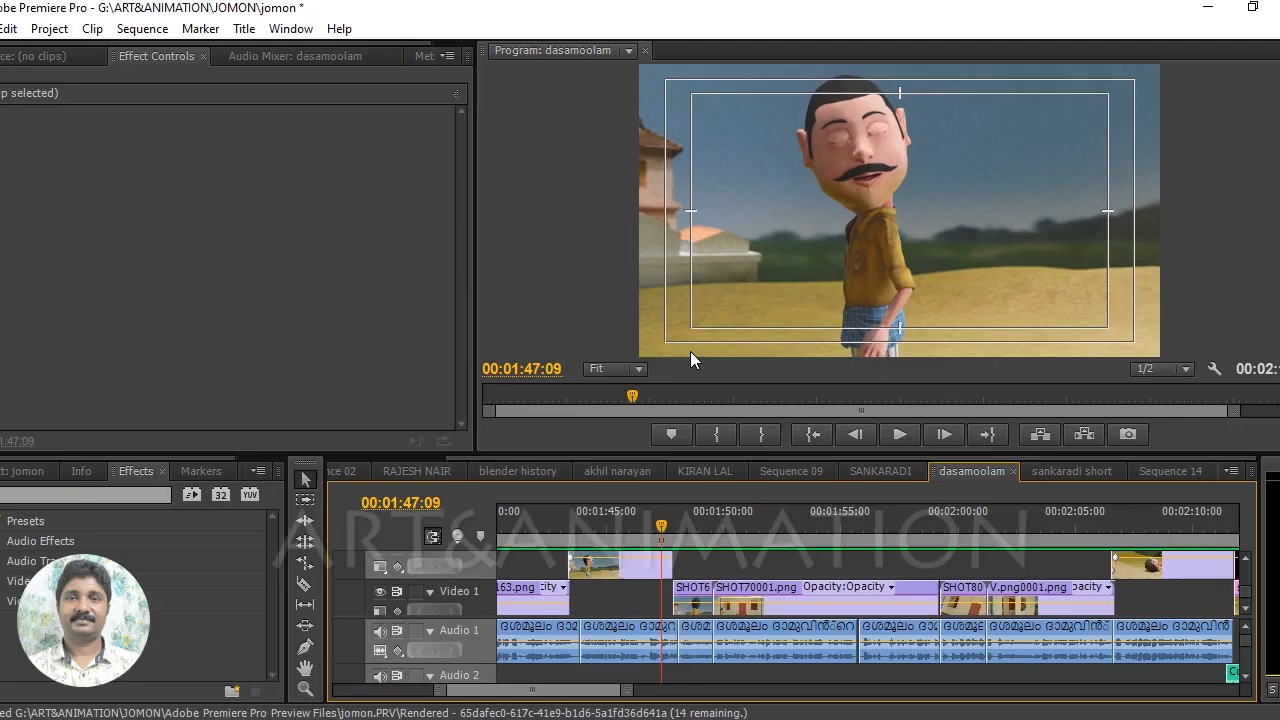 obe Premiere Pro - G:\ART&ANIMATION\JOMON\jomon *
Edit Project Clip Sequence Marker Title Window Help
ce: (no clips) Effect Controls Audio Mixer: dasamoolam Met
p selected)
Program: dasamoolam
00:01:47:09 Fit 1/2 00:02:
1:47:09
ct: jomon Info Effects Markers
32 YUV
Presets
Audio Effects
Audio Tra
Vide
V
ce 02 RAJESH NAIR blender history akhil narayan KIRAN LAL Sequence 09 SANKARADI dasamoolam sankaradi short Sequence 14
00:01:47:09
0:00 00:01:45:00 00:01:50:00 00:01:55:00 00:02:00:00 00:02:05:00 00:02:10:00
ART&ANIMATION
Video 1 163.png city SHOT6 SHOT70001.png Opacity:Opacity SHOT80 V.png0001.png pacity
Audio 1 ദശമൂലം ദാ ദശമൂലം ദാമുവ ദശമൂലം ദശമൂലം ദാമുവിൻ്റെ ദശമൂലം ദാമു ദശമൂലം ദശമൂലം ദാമുവിൻ ദശമൂലം ദാമുവിൻ
Audio 2
ed G:\ART&ANIMATION\JOMON\Adobe Premiere Pro Preview Files\jomon.PRV\Rendered - 65dafec0-617c-41e9-b1d6-5a1fd36d641a (14 remaining.)